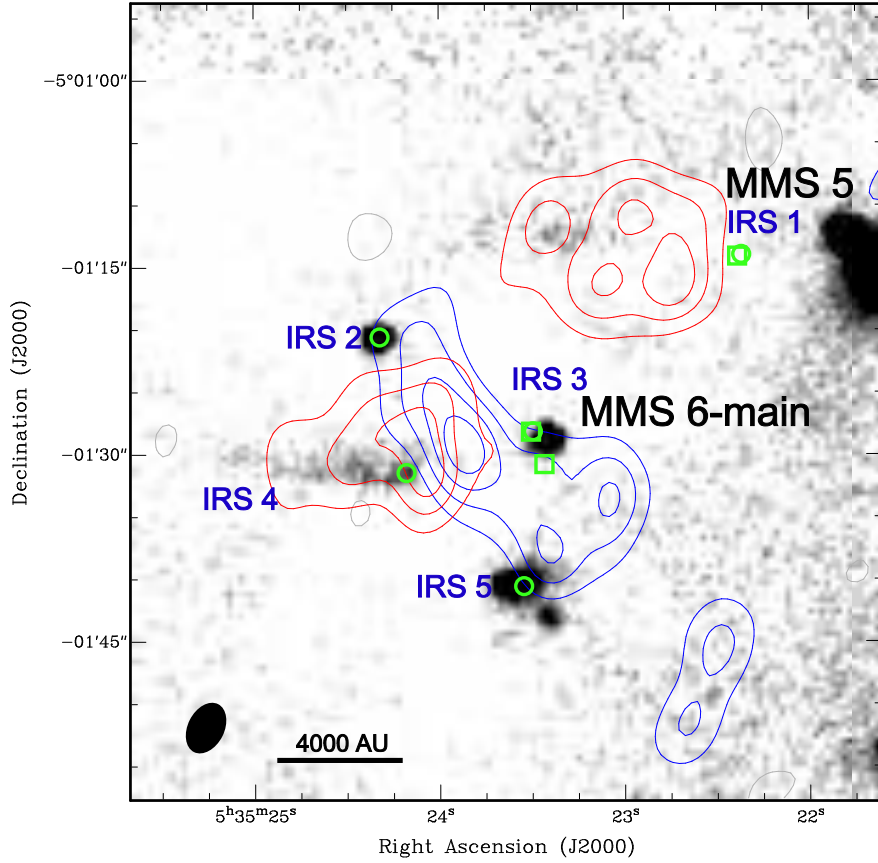 -5°01′00″
MMS 5
IRS 1
-01′15″
IRS 2
IRS 3
MMS 6-main
-01′30″
IRS 4
IRS 5
-01′45″
4000 AU
5ʰ35ᵐ25ˢ
24ˢ
23ˢ
22ˢ
Right Ascension (J2000)
Declination (J2000)